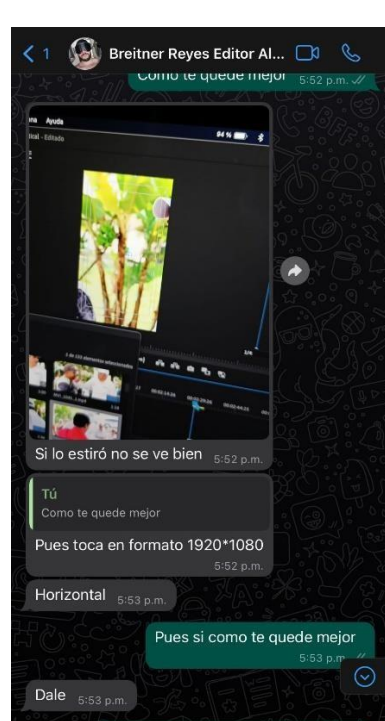 1
Breitner Reyes Editor Al...
Como te quede mejor
5:52 p.m.
Ayuda
94 %
- Editado
Si lo estiró no se ve bien
5:52 p.m.
Tú
Como te quede mejor
Pues toca en formato 1920*1080
5:52 p.m.
Horizontal
5:53 p.m.
Pues si como te quede mejor
5:53 p.m.
Dale
5:53 p.m.